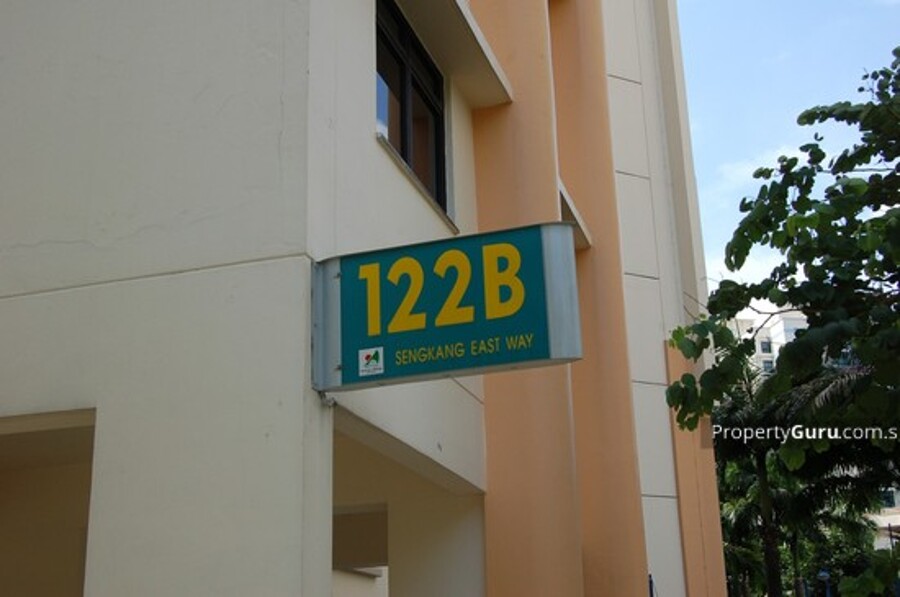 122B
SENGKANG EAST WAY
PropertyGuru.com.s